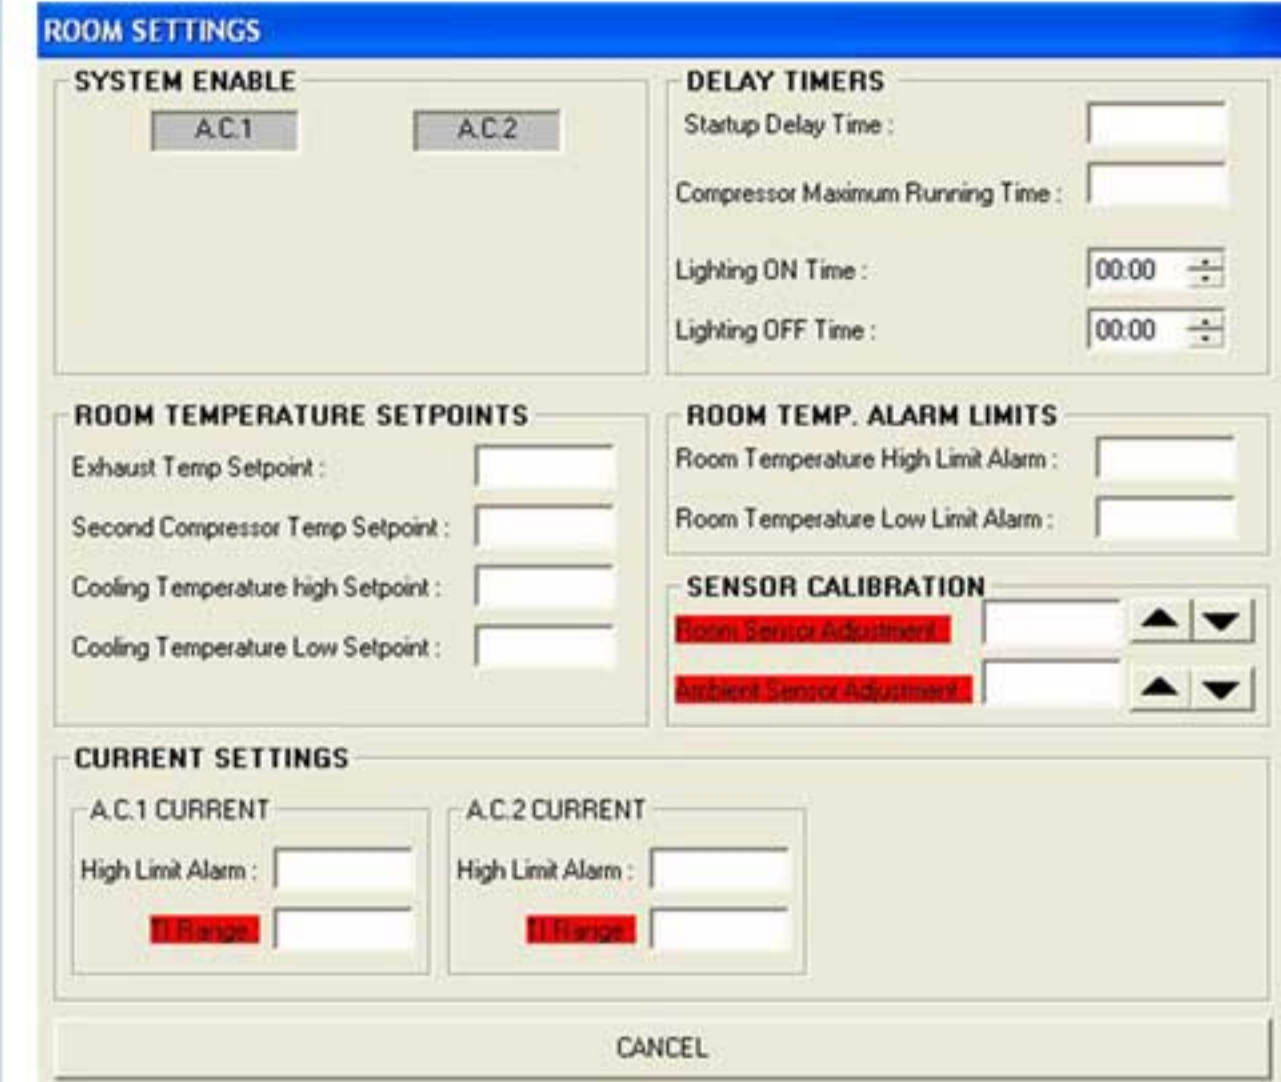 ROOM SETTINGS
SYSTEM ENABLE
A.C.1 A.C.2
DELAY TIMERS
Startup Delay Time :
Compressor Maximum Running Time :
Lighting ON Time : 00:00
Lighting OFF Time : 00:00
ROOM TEMPERATURE SETPOINTS
Exhaust Temp Setpoint :
Second Compressor Temp Setpoint :
Cooling Temperature high Setpoint :
Cooling Temperature Low Setpoint :
ROOM TEMP. ALARM LIMITS
Room Temperature High Limit Alarm :
Room Temperature Low Limit Alarm :
SENSOR CALIBRATION
Room Sensor Adjustment :
Ambient Sensor Adjustment :
CURRENT SETTINGS
A.C.1 CURRENT
High Limit Alarm :
TI Range :
A.C.2 CURRENT
High Limit Alarm :
TI Range :
CANCEL